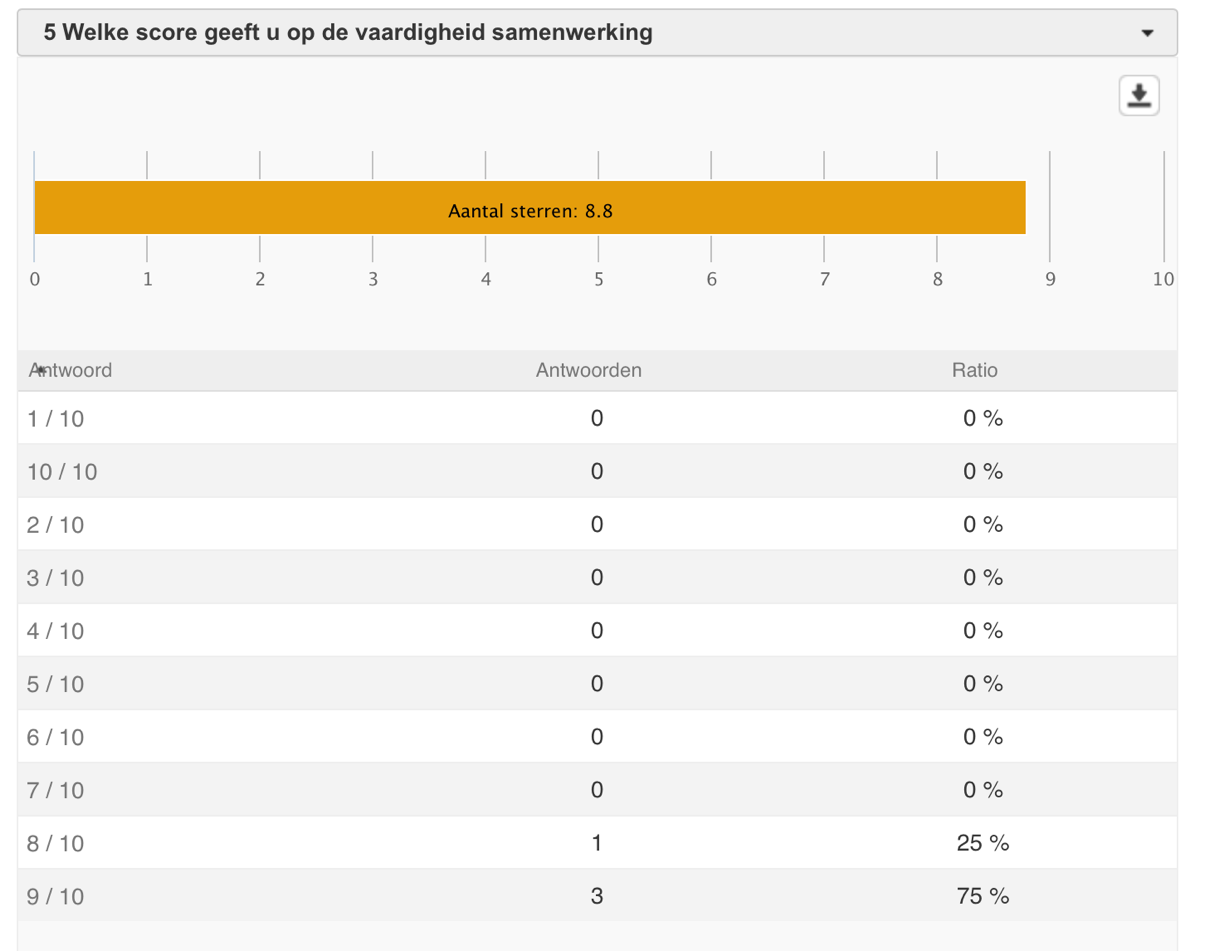 5 Welke score geeft u op de vaardigheid samenwerking
Aantal sterren: 8.8
0 1 2 3 4 5 6 7 8 9 10
Antwoord Antwoorden Ratio
1 / 10 0 0 %
10 / 10 0 0 %
2 / 10 0 0 %
3 / 10 0 0 %
4 / 10 0 0 %
5 / 10 0 0 %
6 / 10 0 0 %
7 / 10 0 0 %
8 / 10 1 25 %
9 / 10 3 75 %